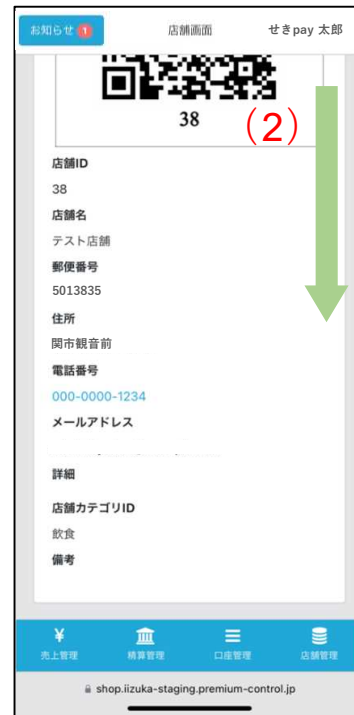 お知らせ 1 店舗画面 せきpay 太郎
38
(2)
店舗ID
38
店舗名
テスト店舗
郵便番号
5013835
住所
関市観音前
電話番号
000-0000-1234
メールアドレス
詳細
店舗カテゴリID
飲食
備考
売上管理 精算管理 口座管理 店舗管理
shop.iizuka-staging.premium-control.jp